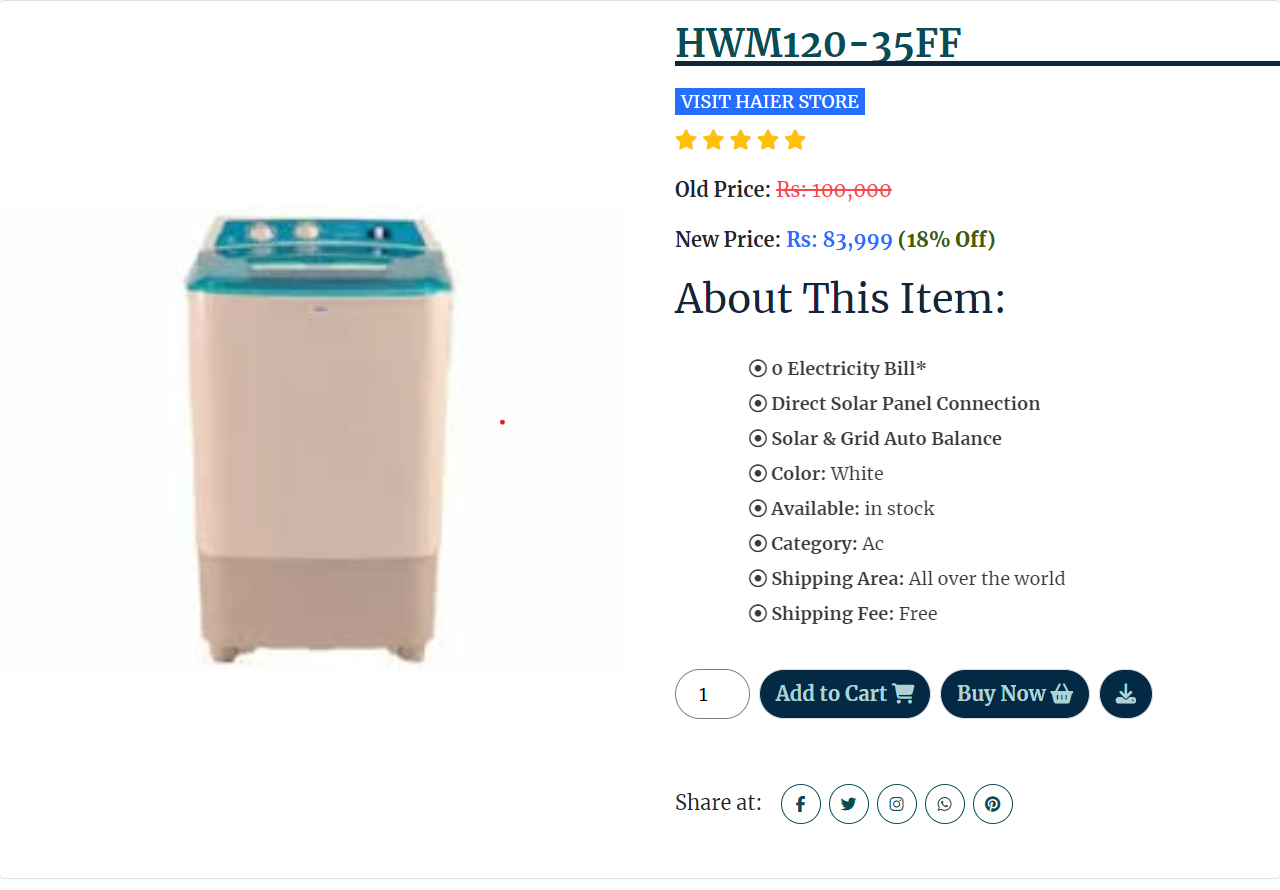 HWM120-35FF
VISIT HAIER STORE
Old Price: Rs: 100,000
New Price: Rs: 83,999 (18% Off)
About This Item:
0 Electricity Bill*
Direct Solar Panel Connection
Solar & Grid Auto Balance
Color: White
Available: in stock
Category: Ac
Shipping Area: All over the world
Shipping Fee: Free
1 Add to Cart Buy Now
Share at: